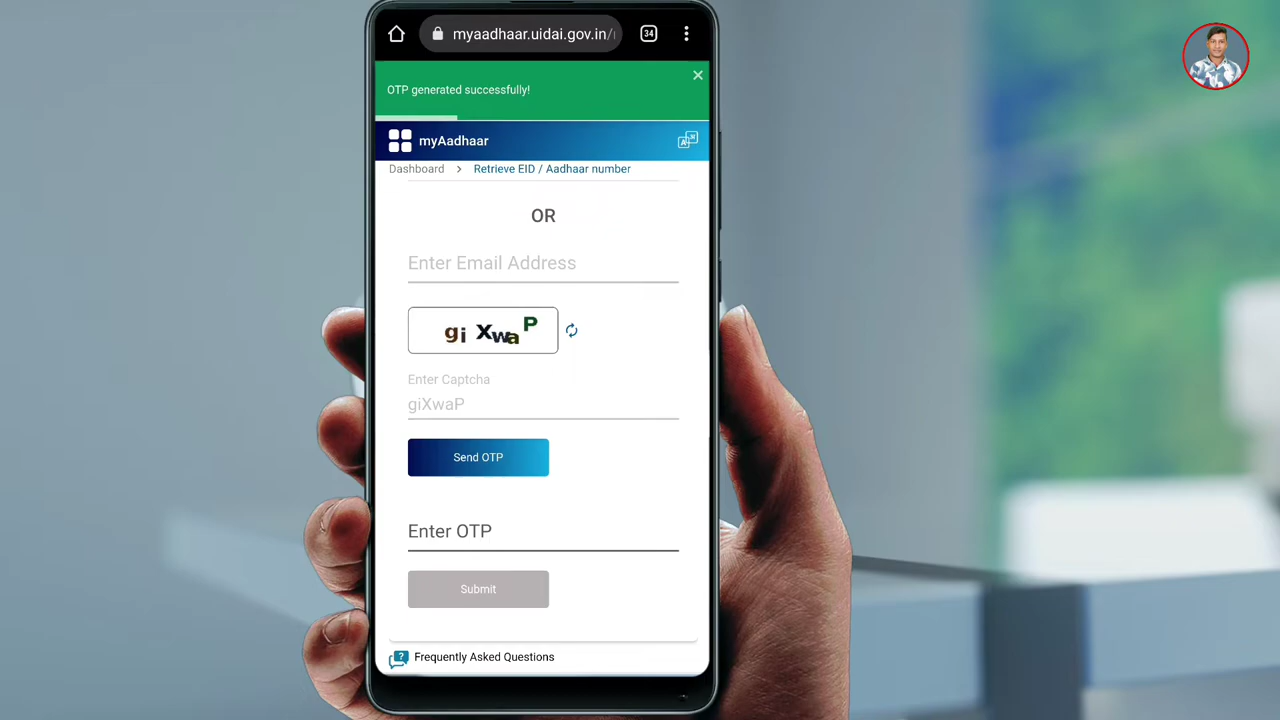 myaadhaar.uidai.gov.in/
34
OTP generated successfully!
myAadhaar
Dashboard > Retrieve EID / Aadhaar number
OR
Enter Email Address
gi XwaP
Enter Captcha
giXwaP
Send OTP
Enter OTP
Submit
Frequently Asked Questions